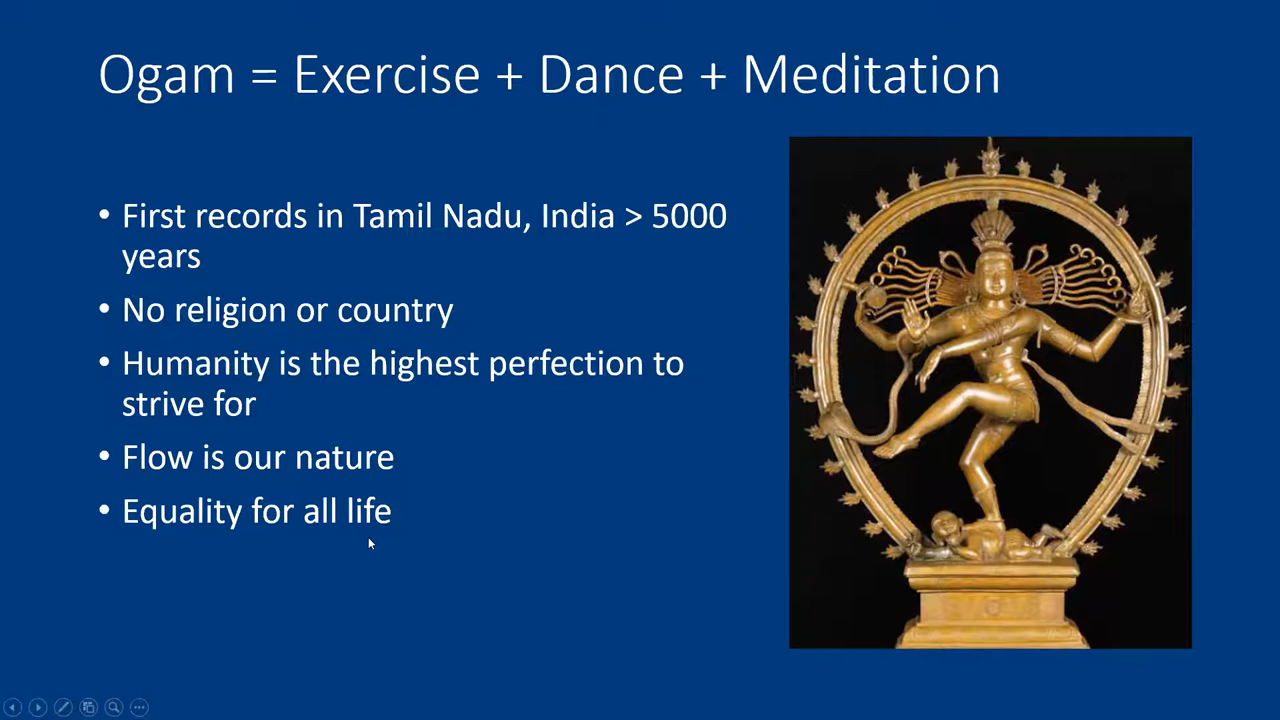 Ogam = Exercise + Dance + Meditation
• First records in Tamil Nadu, India > 5000
years
• No religion or country
• Humanity is the highest perfection to
strive for
• Flow is our nature
• Equality for all life